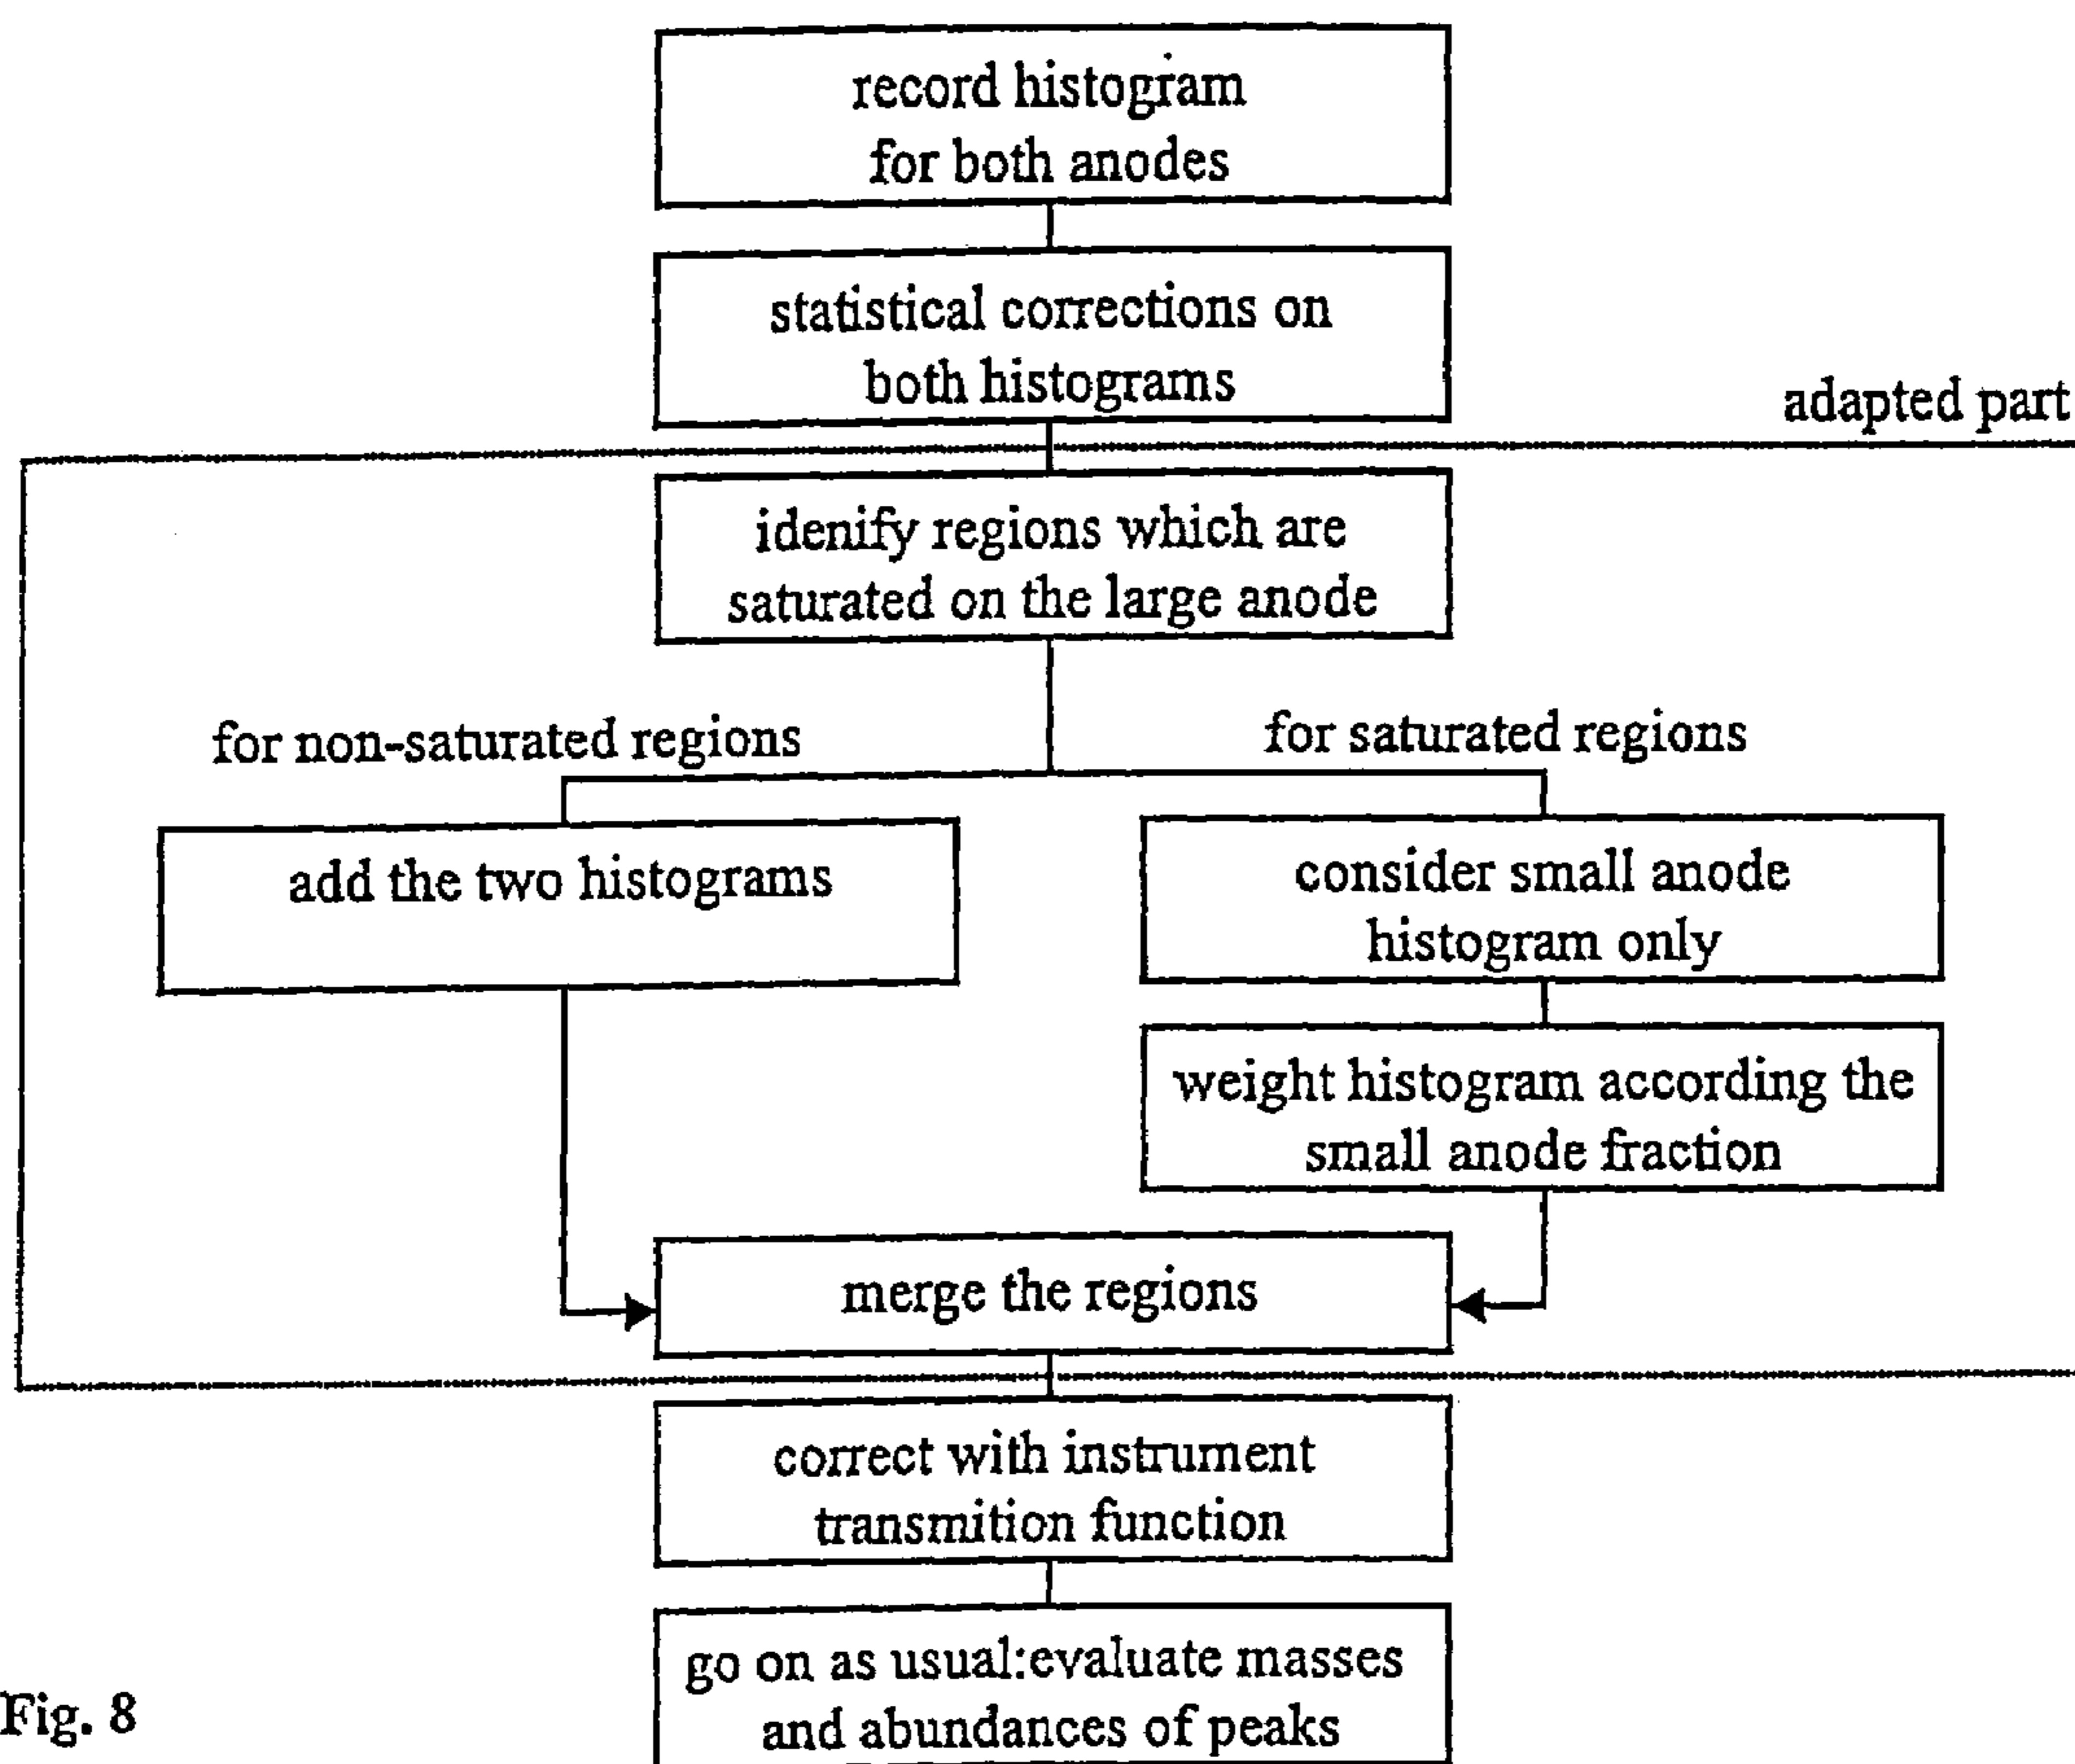 record histogram
for both anodes
statistical corrections on
both histograms
adapted part
idenify regions which are
saturated on the large anode
for non-saturated regions
for saturated regions
add the two histograms
consider small anode
histogram only
weight histogram according the
small anode fraction
merge the regions
correct with instrument
transmition function
go on as usual:evaluate masses
and abundances of peaks
Fig. 8